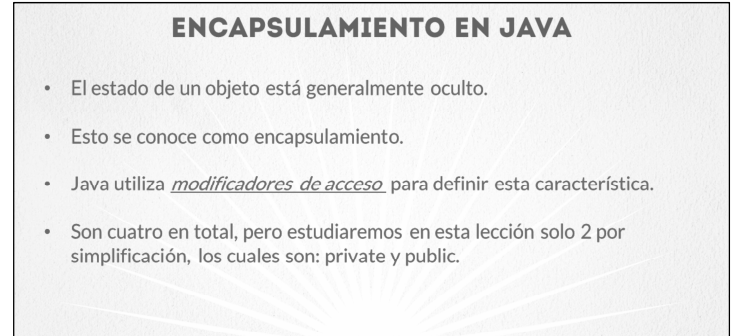 ENCAPSULAMIENTO EN JAVA
• El estado de un objeto está generalmente oculto.
• Esto se conoce como encapsulamiento.
• Java utiliza modificadores de acceso para definir esta característica.
• Son cuatro en total, pero estudiaremos en esta lección solo 2 por
simplificación, los cuales son: private y public.